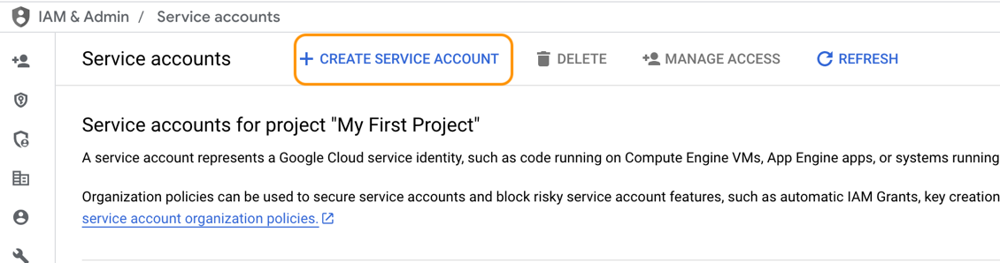 IAM & Admin / Service accounts
Service accounts + CREATE SERVICE ACCOUNT DELETE MANAGE ACCESS REFRESH
Service accounts for project "My First Project"
A service account represents a Google Cloud service identity, such as code running on Compute Engine VMs, App Engine apps, or systems running
Organization policies can be used to secure service accounts and block risky service account features, such as automatic IAM Grants, key creation
service account organization policies.